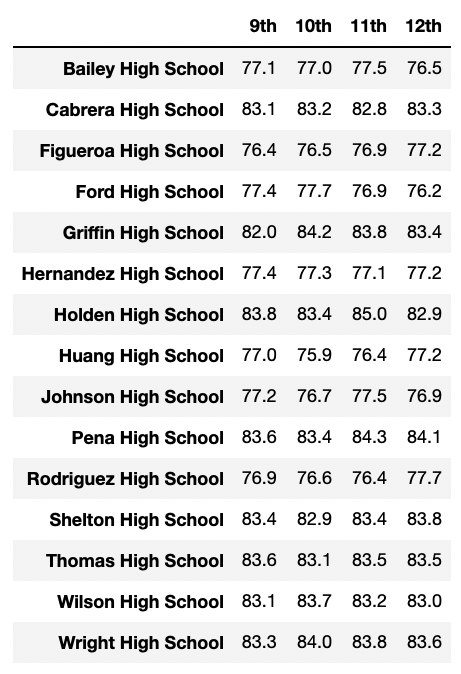 9th 10th 11th 12th
Bailey High School 77.1 77.0 77.5 76.5
Cabrera High School 83.1 83.2 82.8 83.3
Figueroa High School 76.4 76.5 76.9 77.2
Ford High School 77.4 77.7 76.9 76.2
Griffin High School 82.0 84.2 83.8 83.4
Hernandez High School 77.4 77.3 77.1 77.2
Holden High School 83.8 83.4 85.0 82.9
Huang High School 77.0 75.9 76.4 77.2
Johnson High School 77.2 76.7 77.5 76.9
Pena High School 83.6 83.4 84.3 84.1
Rodriguez High School 76.9 76.6 76.4 77.7
Shelton High School 83.4 82.9 83.4 83.8
Thomas High School 83.6 83.1 83.5 83.5
Wilson High School 83.1 83.7 83.2 83.0
Wright High School 83.3 84.0 83.8 83.6